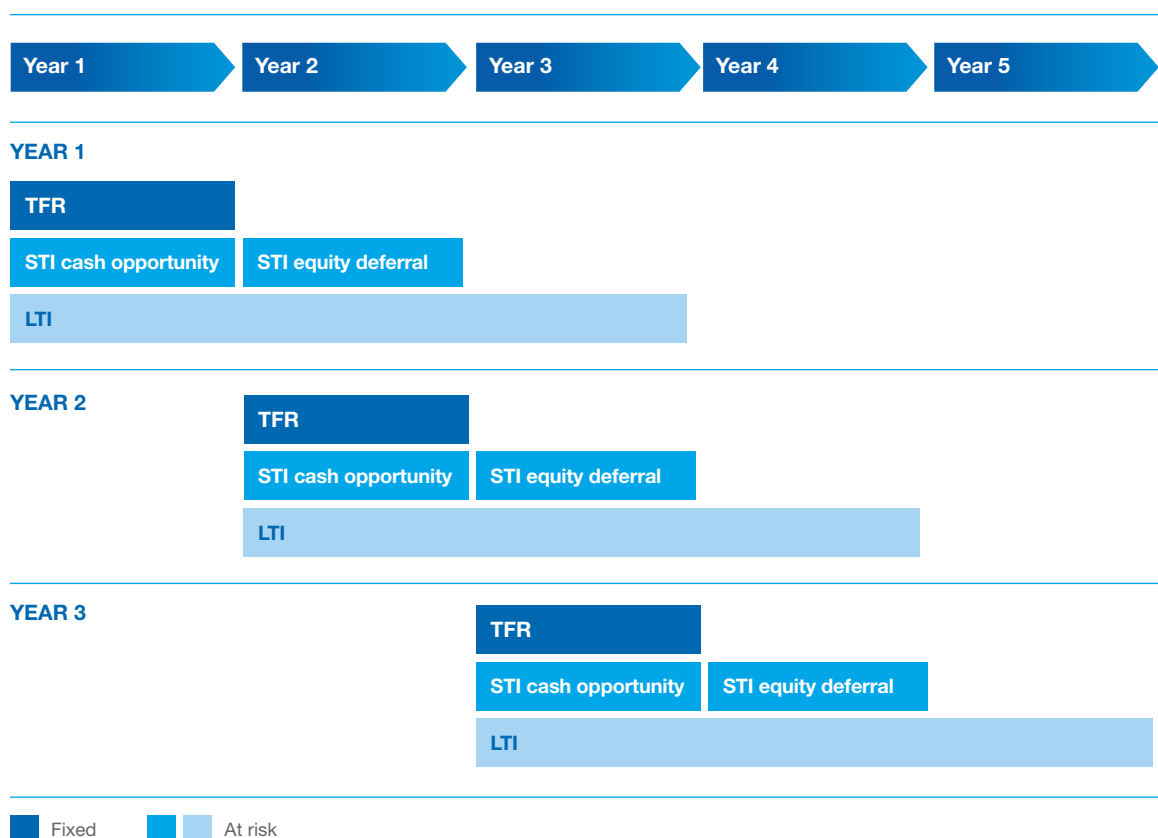 Year 1 Year 2 Year 3 Year 4 Year 5
YEAR 1
TFR
STI cash opportunity STI equity deferral
LTI
YEAR 2
TFR
STI cash opportunity STI equity deferral
LTI
YEAR 3
TFR
STI cash opportunity STI equity deferral
LTI
Fixed At risk